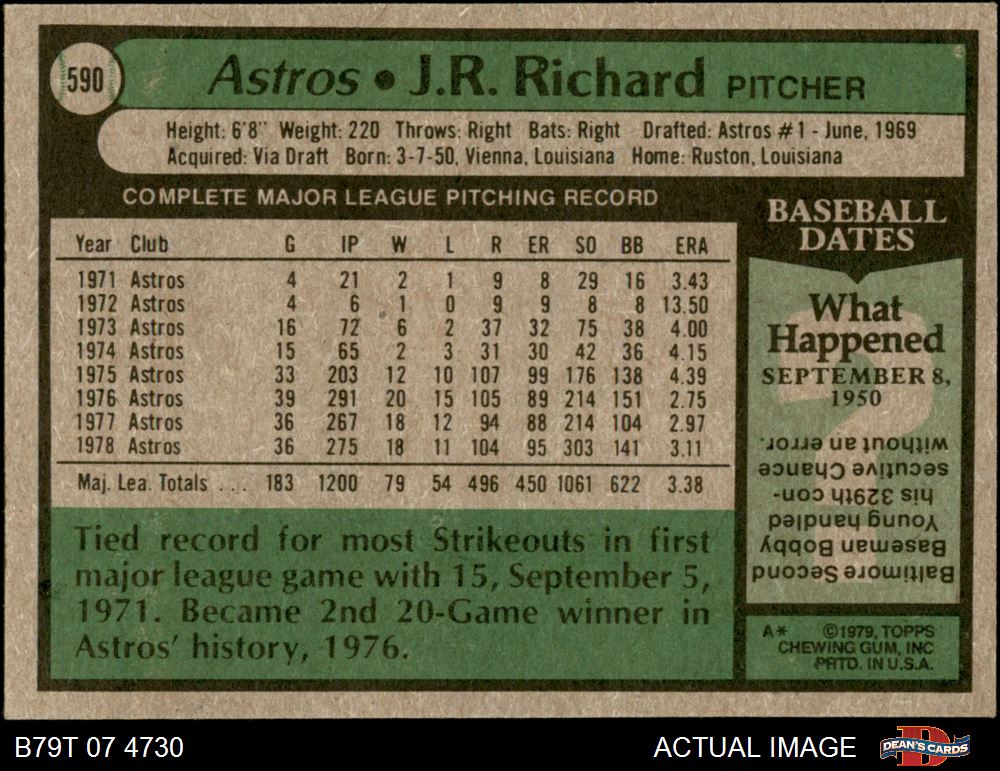 590
Astros • J.R. Richard PITCHER
Height: 6'8" Weight: 220 Throws: Right Bats: Right Drafted: Astros #1 - June, 1969
Acquired: Via Draft Born: 3-7-50, Vienna, Louisiana Home: Ruston, Louisiana
COMPLETE MAJOR LEAGUE PITCHING RECORD
Year Club G IP W L R ER SO BB ERA
1971 Astros 4 21 2 1 9 8 29 16 3.43
1972 Astros 4 6 1 0 9 9 8 8 13.50
1973 Astros 16 72 6 2 37 32 75 38 4.00
1974 Astros 15 65 2 3 31 30 42 36 4.15
1975 Astros 33 203 12 10 107 99 176 138 4.39
1976 Astros 39 291 20 15 105 89 214 151 2.75
1977 Astros 36 267 18 12 94 88 214 104 2.97
1978 Astros 36 275 18 11 104 95 303 141 3.11
Maj. Lea. Totals ... 183 1200 79 54 496 450 1061 622 3.38
Tied record for most Strikeouts in first
major league game with 15, September 5,
1971. Became 2nd 20-Game winner in
Astros' history, 1976.
BASEBALL
DATES
What
Happened
SEPTEMBER 8,
1950
Baltimore Second
Baseman Bobby
Young handled
his 329th con-
secutive Chance
without an error.
A* ©1979, TOPPS
CHEWING GUM, INC
PRTD. IN U.S.A.
B79T 07 4730
ACTUAL IMAGE
DEAN'S CARDS